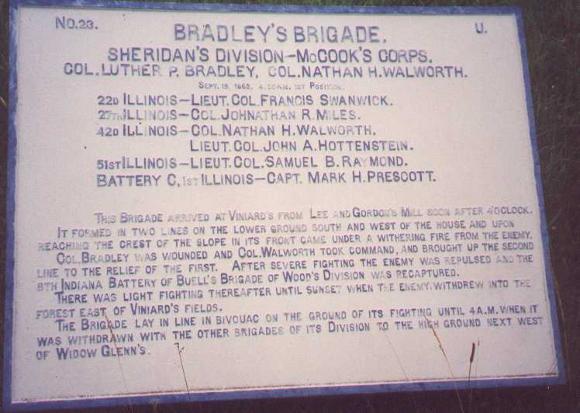 No. 23. U.
BRADLEY'S BRIGADE.
SHERIDAN'S DIVISION—McCOOK'S CORPS.
COL. LUTHER P. BRADLEY, COL. NATHAN H. WALWORTH.
SEPT. 19, 1863, 1ST POSITION.
22D ILLINOIS—LIEUT. COL. FRANCIS SWANWICK.
27TH ILLINOIS—COL. JOHNATHAN R. MILES.
42D ILLINOIS—COL. NATHAN H. WALWORTH.
LIEUT. COL. JOHN A. HOTTENSTEIN.
51ST ILLINOIS—LIEUT. COL. SAMUEL B. RAYMOND.
BATTERY C, 1ST ILLINOIS—CAPT. MARK H. PRESCOTT.
THIS BRIGADE ARRIVED AT VINIARD'S FROM LEE AND GORDON'S MILL SOON AFTER 4 O'CLOCK.
IT FORMED IN TWO LINES ON THE LOWER GROUND SOUTH AND WEST OF THE HOUSE AND UPON
REACHING THE CREST OF THE SLOPE IN ITS FRONT CAME UNDER A WITHERING FIRE FROM THE ENEMY.
COL. BRADLEY WAS WOUNDED AND COL. WALWORTH TOOK COMMAND, AND BROUGHT UP THE SECOND
LINE TO THE RELIEF OF THE FIRST. AFTER SEVERE FIGHTING THE ENEMY WAS REPULSED AND THE
8TH INDIANA BATTERY OF BUELL'S BRIGADE OF WOOD'S DIVISION WAS RECAPTURED.
THERE WAS LIGHT FIGHTING THEREAFTER UNTIL SUNSET WHEN THE ENEMY WITHDREW INTO THE
FOREST EAST OF VINIARD'S FIELDS.
THE BRIGADE LAY IN LINE IN BIVOUAC ON THE GROUND OF ITS FIGHTING UNTIL 4 A.M. WHEN IT
WAS WITHDRAWN WITH THE OTHER BRIGADES OF ITS DIVISION TO THE HIGH GROUND NEXT WEST
OF WIDOW GLENN'S.